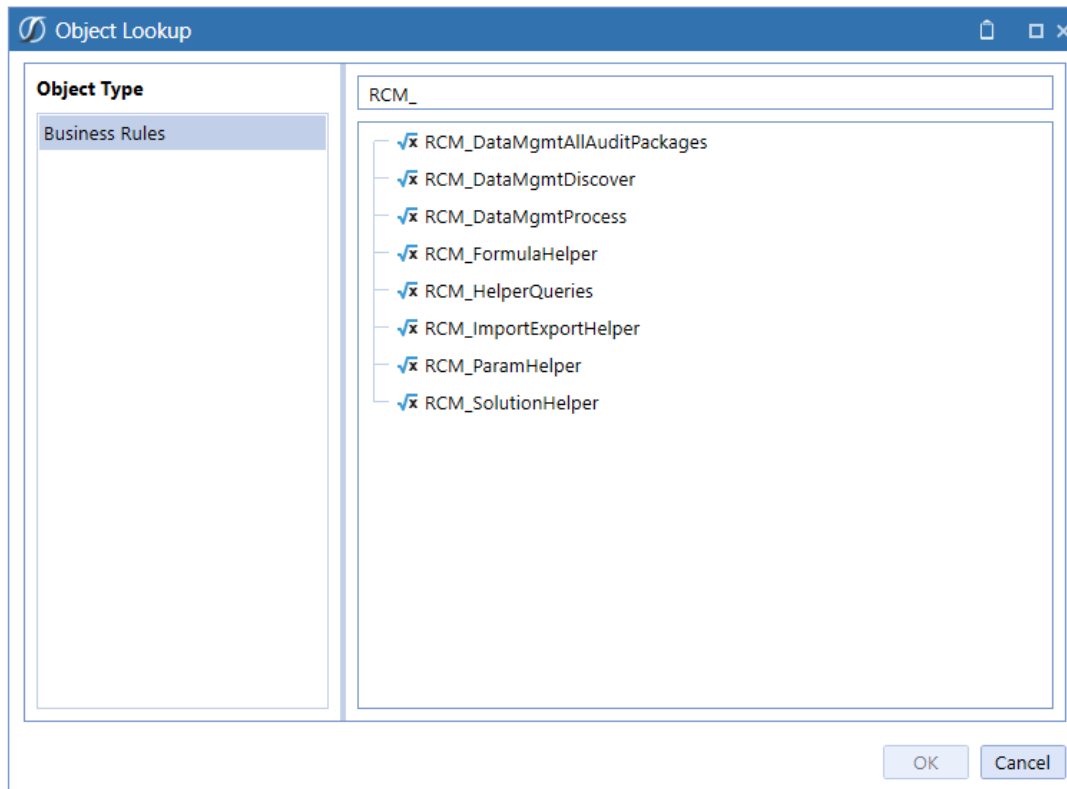 Object Lookup
Object Type
Business Rules
RCM_
RCM_DataMgmtAllAuditPackages
RCM_DataMgmtDiscover
RCM_DataMgmtProcess
RCM_FormulaHelper
RCM_HelperQueries
RCM_ImportExportHelper
RCM_ParamHelper
RCM_SolutionHelper
OK
Cancel